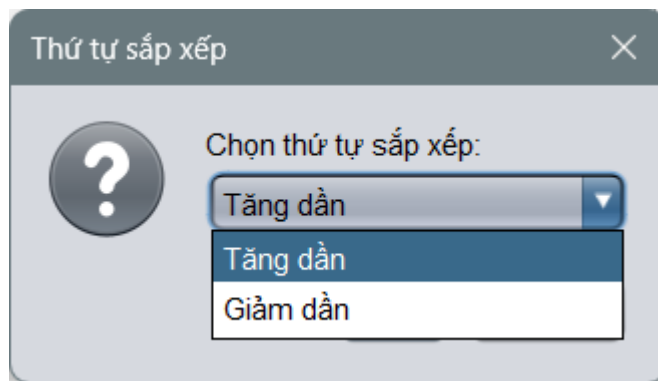 Thứ tự sắp xếp
Chọn thứ tự sắp xếp:
Tăng dần
Tăng dần
Giảm dần